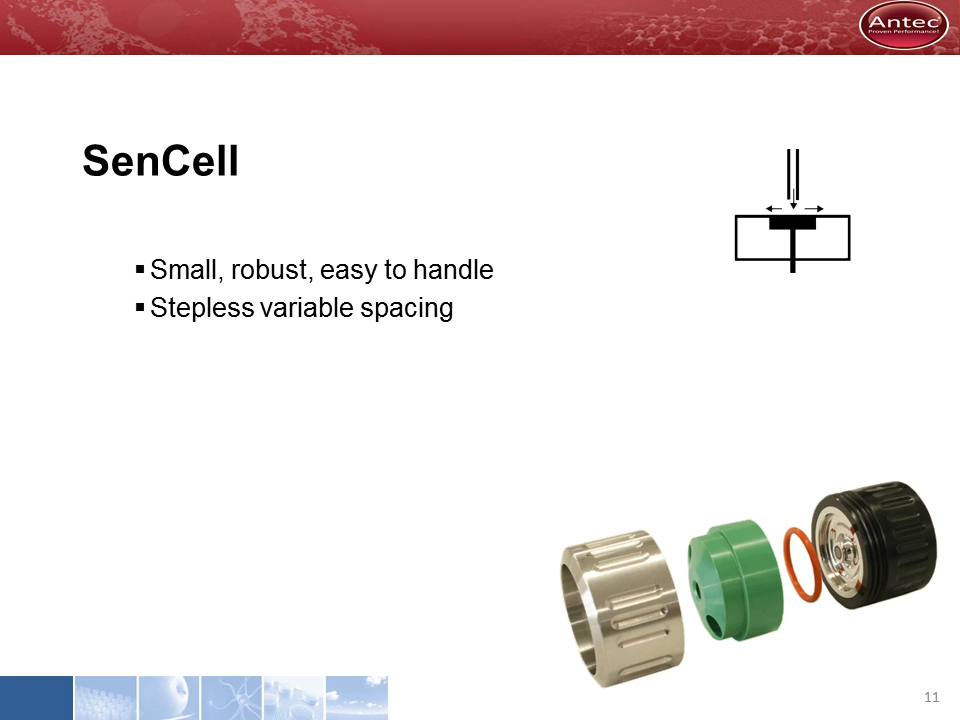 Antec
Proven Performance!
SenCell
▪ Small, robust, easy to handle
▪ Stepless variable spacing
11